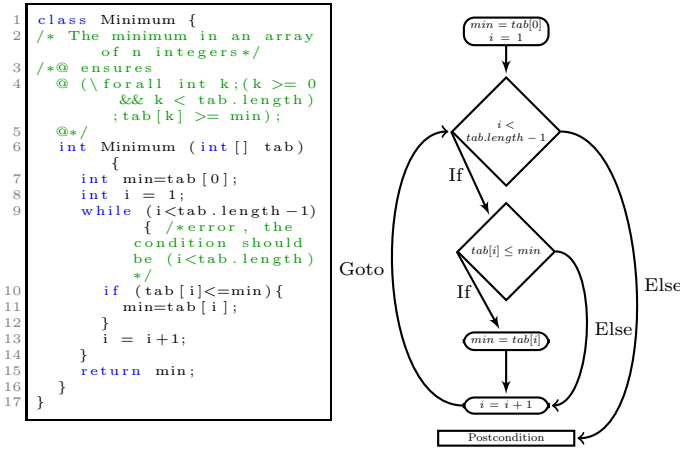 1 class Minimum {
2 /* The minimum in an array
of n integers*/
3 /*@ ensures
4 @ (\forall int k;(k >= 0
&& k < tab.length)
;tab[k] >= min);
5 @*/
6 int Minimum (int[] tab)
{
7 int min=tab[0];
8 int i = 1;
9 while (i<tab.length-1)
{ /*error, the
condition should
be (i<tab.length)
*/
10 if (tab[i]<=min){
11 min=tab[i];
12 }
13 i = i+1;
14 }
15 return min;
16 }
17 }
min = tab[0]
i = 1
i <
tab.length − 1
If
tab[i] ≤ min
Goto
Else
If
Else
min = tab[i]
i = i + 1
Postcondition